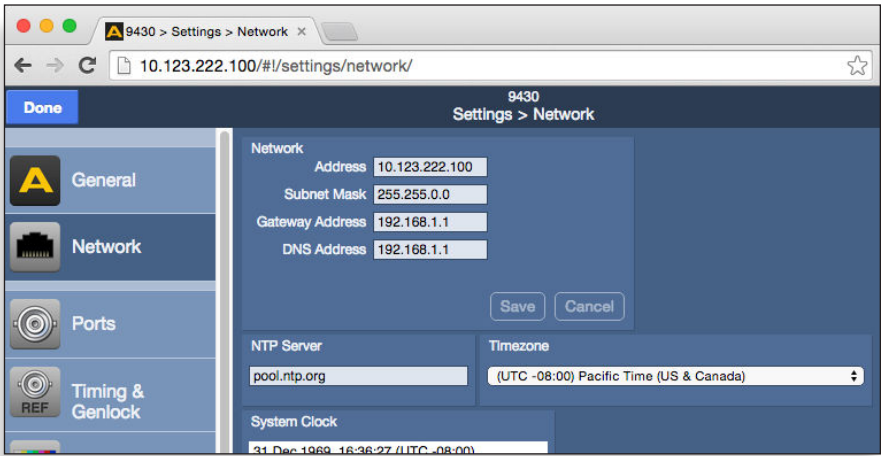 9430 > Settings > Network
10.123.222.100/#!/settings/network/
Done
9430
Settings > Network
General
Network
Ports
REF
Timing &
Genlock
Network
Address 10.123.222.100
Subnet Mask 255.255.0.0
Gateway Address 192.168.1.1
DNS Address 192.168.1.1
Save Cancel
NTP Server
pool.ntp.org
Timezone
(UTC -08:00) Pacific Time (US & Canada)
System Clock
31 Dec 1969 16:36:27 (UTC -08:00)